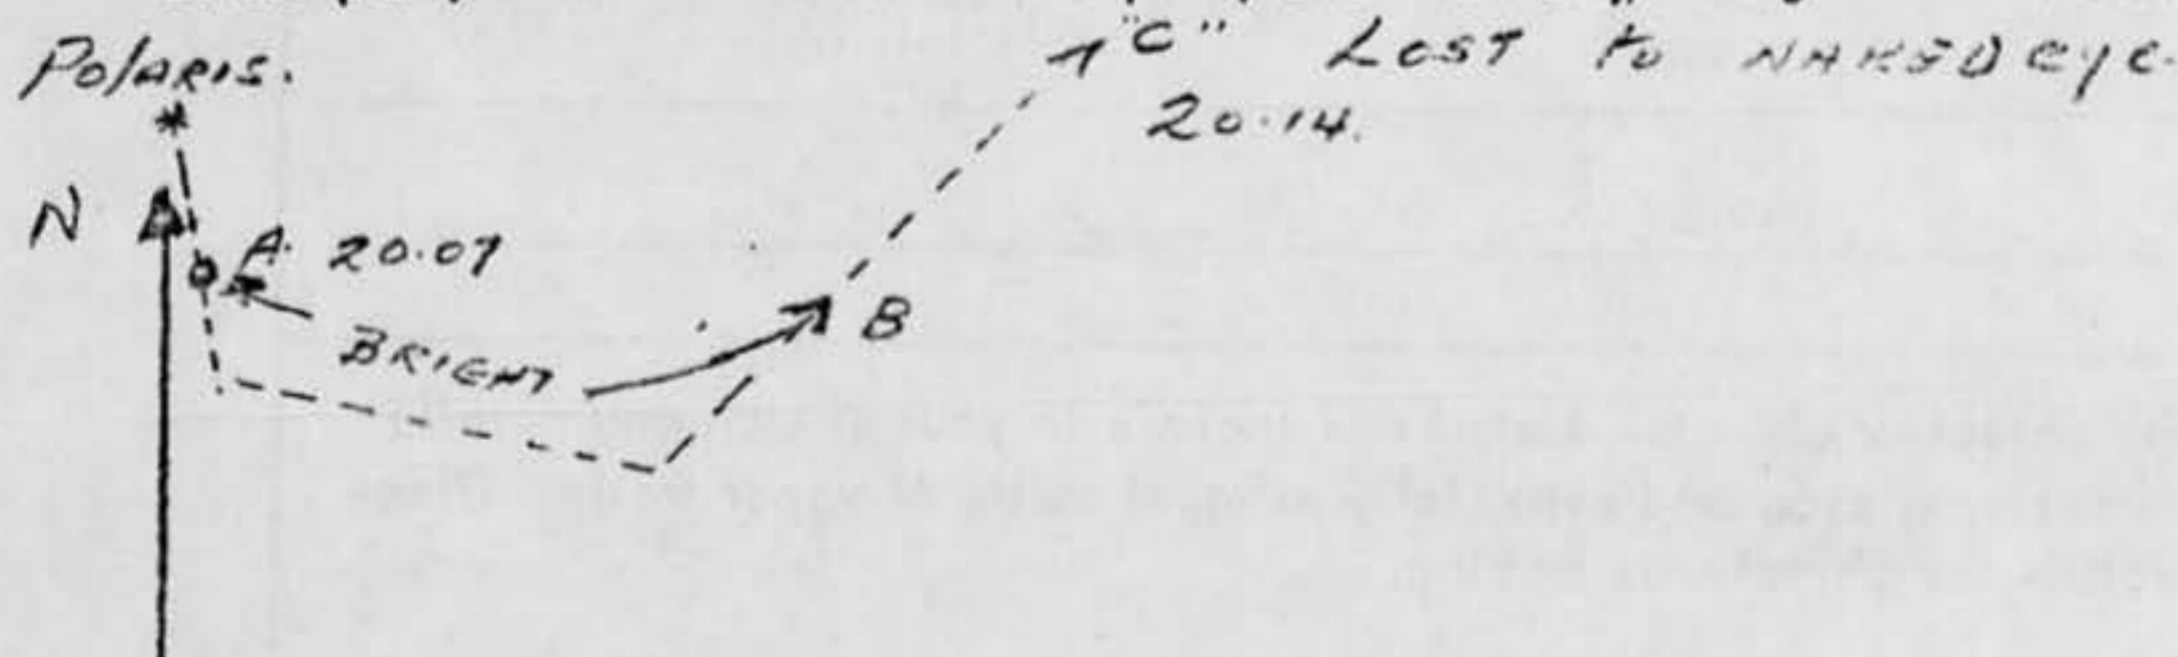 "C" LOST to NAKED eye.
POLARIS.
20.14.
N
A. 20.07
BRIGHT
B